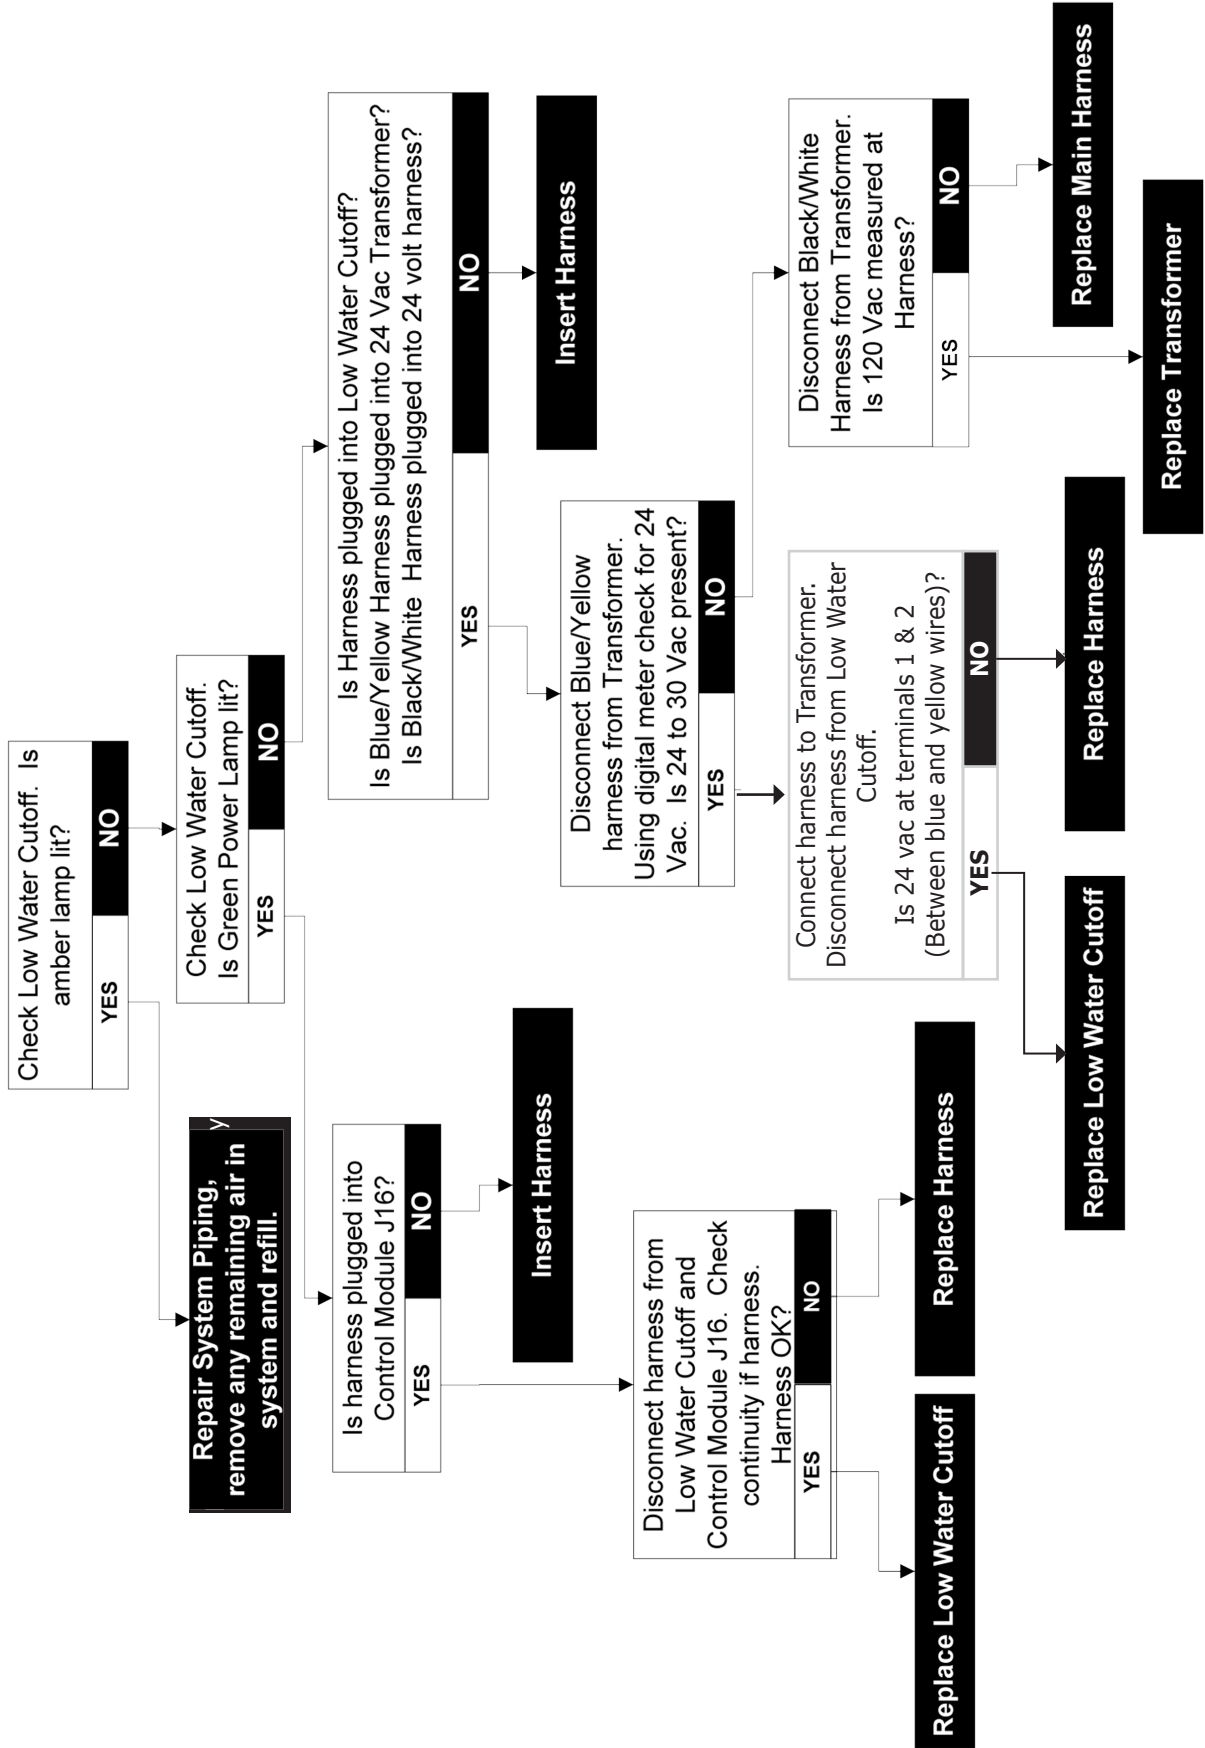 Check Low Water Cutoff.  Is
amber lamp lit?
YES
NO
Repair System Piping,
remove any remaining air in
system and refill.
y
Check Low Water Cutoff.
Is Green Power Lamp lit?
YES
NO
Is harness plugged into
Control Module J16?
YES
NO
Insert Harness
Disconnect harness from
Low Water Cutoff and
Control Module J16.  Check
continuity if harness.
Harness OK?
YES
NO
Replace Low Water Cutoff
Replace Harness
Is Harness plugged into Low Water Cutoff?
Is Blue/Yellow Harness plugged into 24 Vac Transformer?
Is Black/White  Harness plugged into 24 volt harness?
YES
NO
Insert Harness
Disconnect Blue/Yellow
harness from Transformer.
Using digital meter check for 24
Vac.  Is 24 to 30 Vac present?
YES
NO
Connect harness to Transformer.
Disconnect harness from Low Water
Cutoff.
Is 24 vac at terminals 1 & 2
(Between blue and yellow wires)?
YES
NO
Replace Low Water Cutoff
Replace Harness
Disconnect Black/White
Harness from Transformer.
Is 120 Vac measured at
Harness?
YES
NO
Replace Transformer
Replace Main Harness